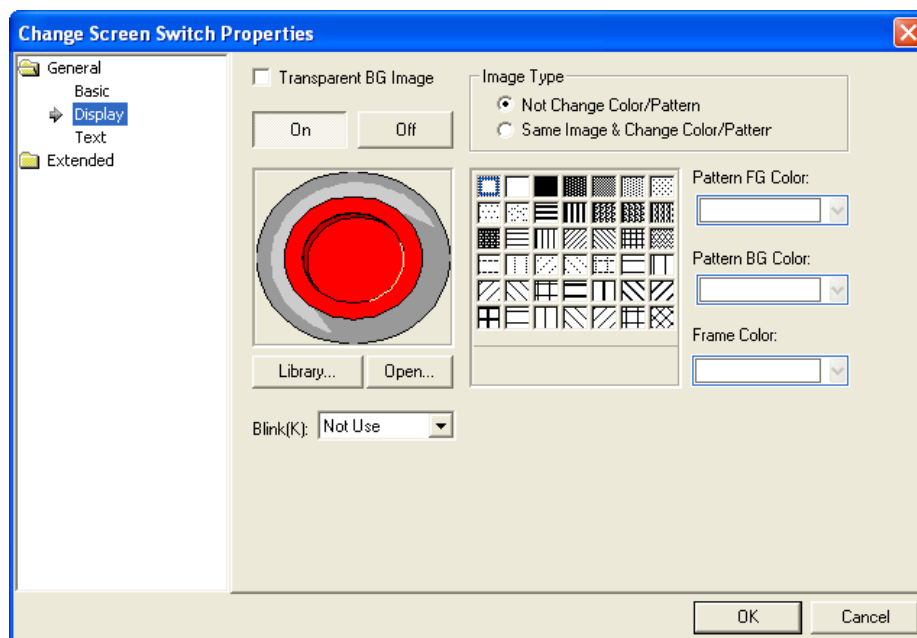 Change Screen Switch Properties
General
Basic
Display
Text
Extended
Transparent BG Image
On
Off
Image Type
Not Change Color/Pattern
Same Image & Change Color/Patterr
Pattern FG Color:
Pattern BG Color:
Frame Color:
Library...
Open...
Blink(K):
Not Use
OK
Cancel